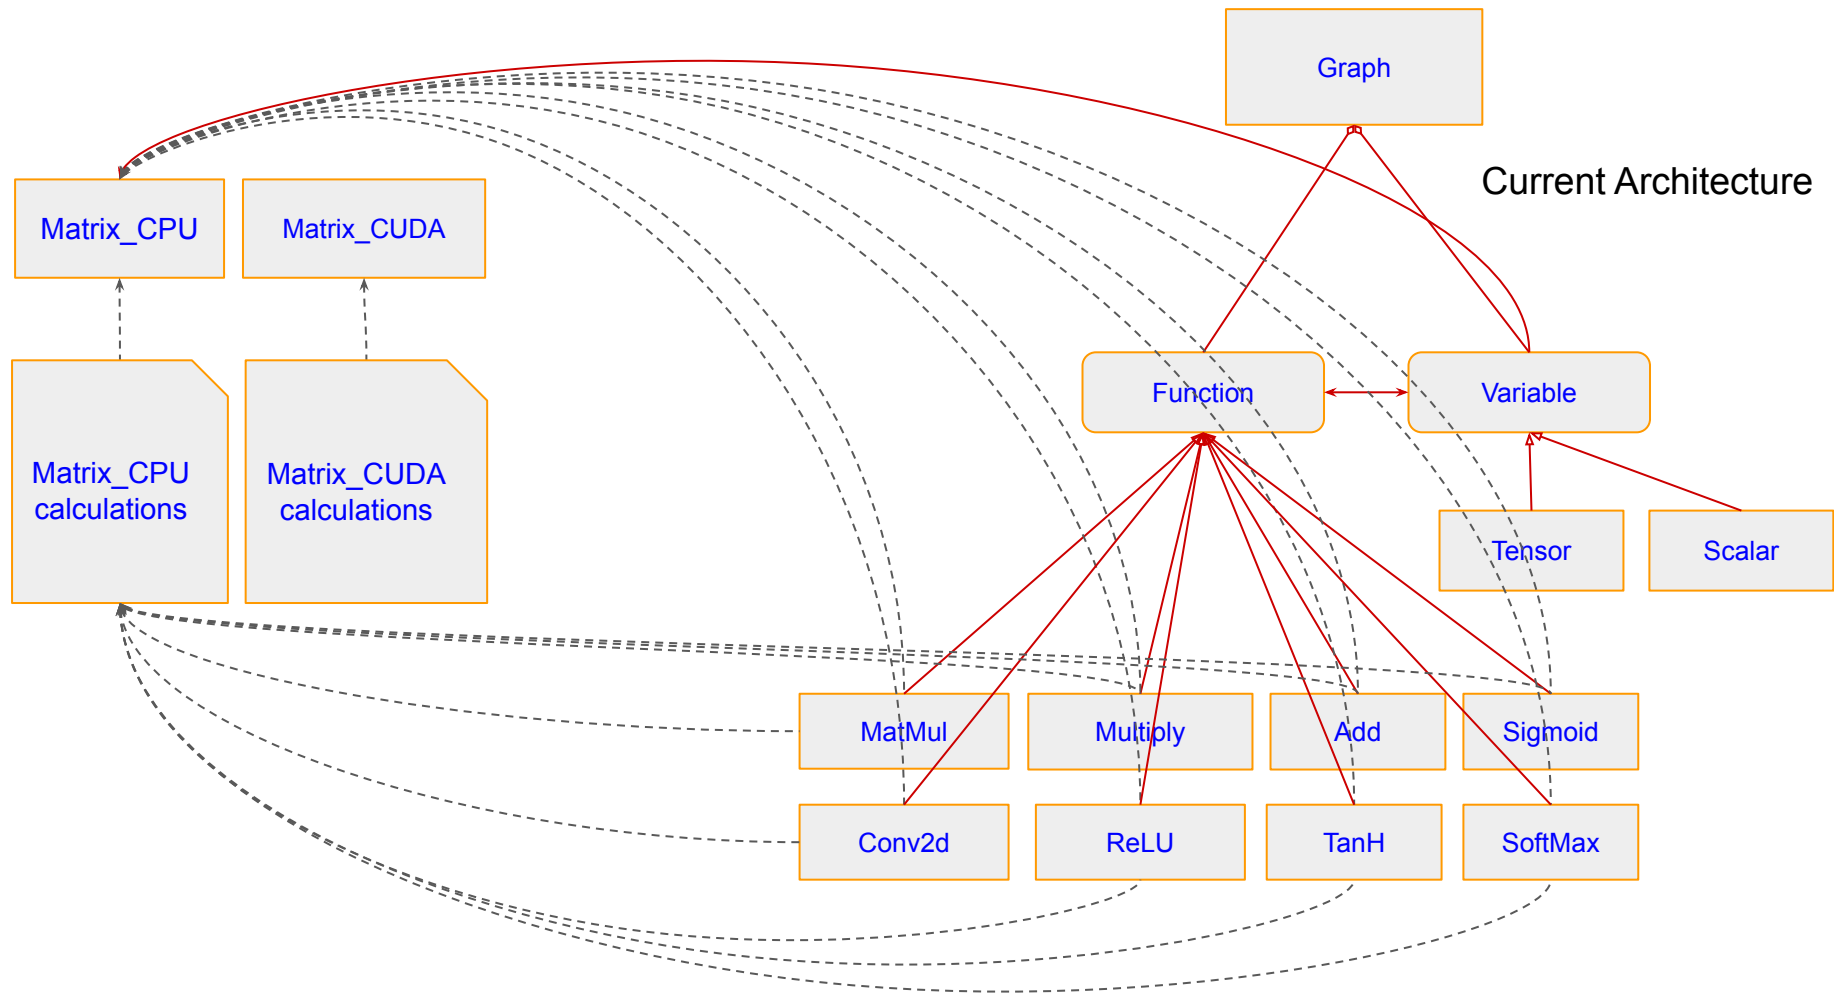 Graph
Current Architecture
Matrix_CPU
Matrix_CUDA
Function
Variable
Matrix_CPU
calculations
Matrix_CUDA
calculations
Tensor
Scalar
MatMul
Multiply
Add
Sigmoid
Conv2d
ReLU
TanH
SoftMax